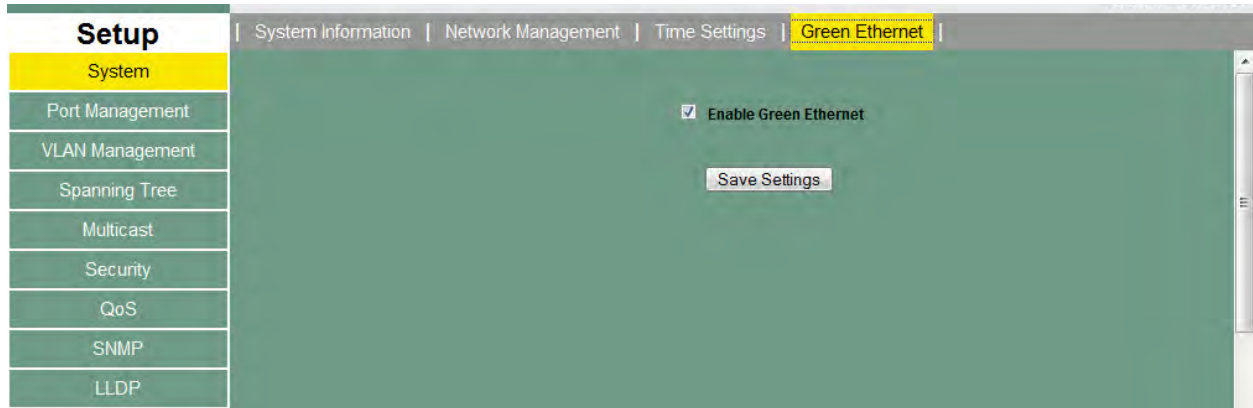 Setup
| System Information | Network Management | Time Settings | Green Ethernet |
System
Port Management
VLAN Management
Spanning Tree
Multicast
Security
QoS
SNMP
LLDP
Enable Green Ethernet
Save Settings